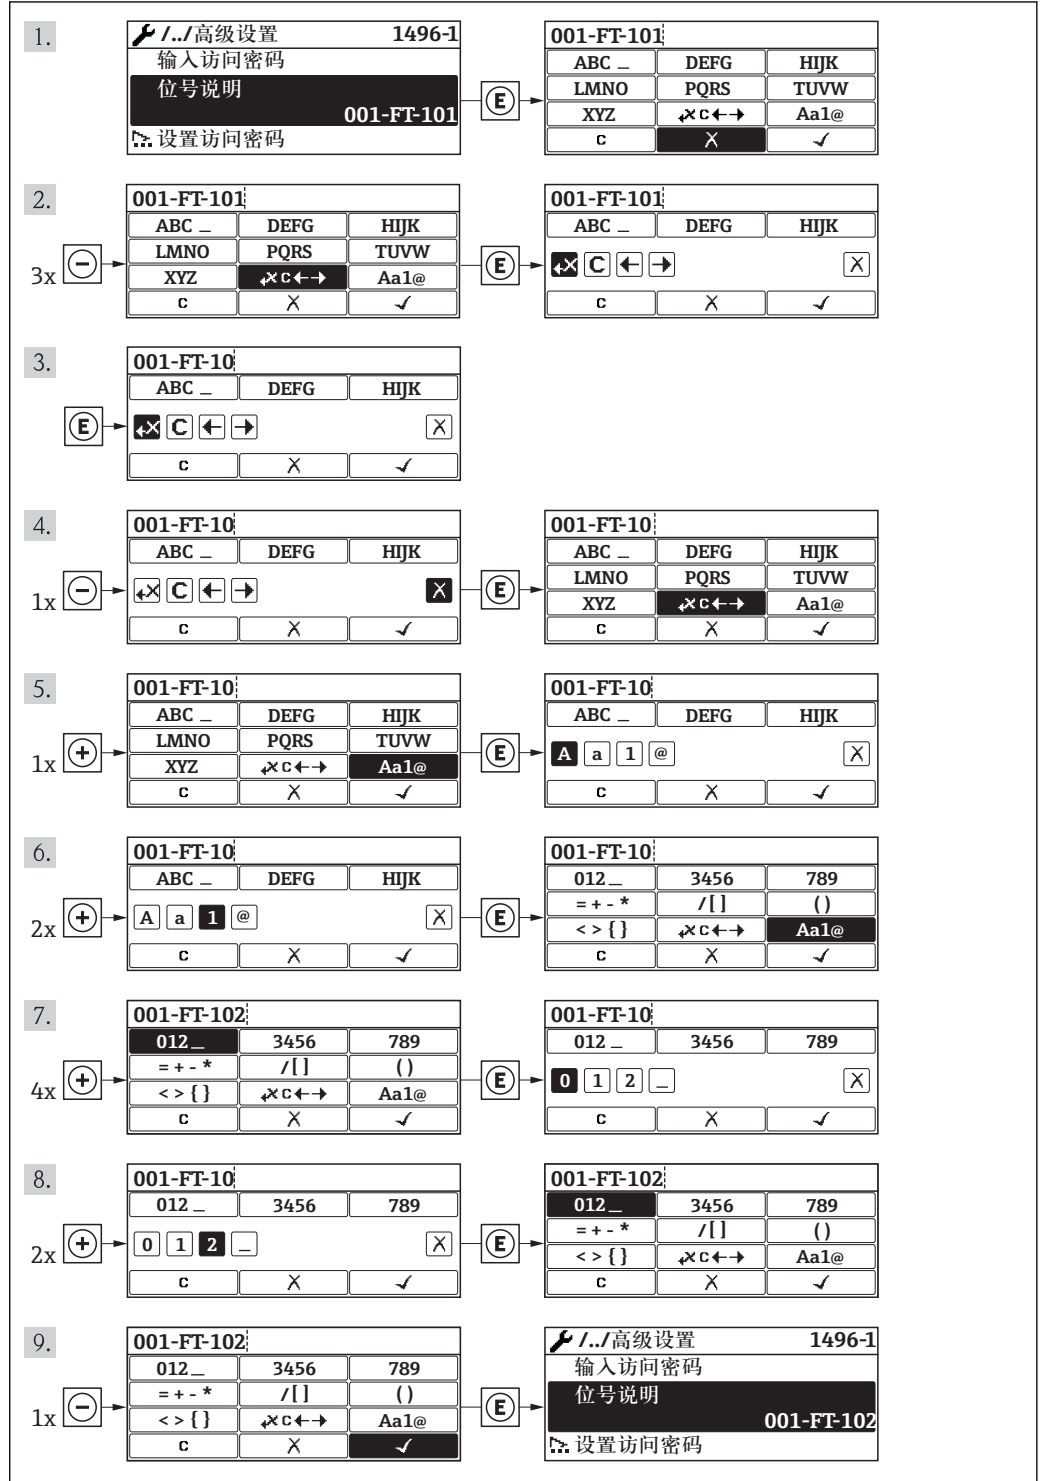 1.
/../高级设置 1496-1
输入访问密码
位号说明
001-FT-101
设置访问密码
E
001-FT-101
ABC _ DEFG HIJK
LMNO PQRS TUVW
XYZ C←→ Aa1@
C X ✓
2.
3x −
001-FT-101
ABC _ DEFG HIJK
LMNO PQRS TUVW
XYZ C←→ Aa1@
C X ✓
E
001-FT-101
ABC _ DEFG HIJK
C ← → X
C X ✓
3.
E
001-FT-10
ABC _ DEFG HIJK
C ← → X
C X ✓
4.
1x −
001-FT-10
ABC _ DEFG HIJK
C ← → X
C X ✓
E
001-FT-10
ABC _ DEFG HIJK
LMNO PQRS TUVW
XYZ C←→ Aa1@
C X ✓
5.
1x +
001-FT-10
ABC _ DEFG HIJK
LMNO PQRS TUVW
XYZ C←→ Aa1@
C X ✓
E
001-FT-10
ABC _ DEFG HIJK
A a 1 @ X
C X ✓
6.
2x +
001-FT-10
ABC _ DEFG HIJK
A a 1 @ X
C X ✓
E
001-FT-10
012_ 3456 789
= + - * /[ ] ( )
< > { } C←→ Aa1@
C X ✓
7.
4x +
001-FT-102
012_ 3456 789
= + - * /[ ] ( )
< > { } C←→ Aa1@
C X ✓
E
001-FT-10
012 _ 3456 789
0 1 2 _ X
C X ✓
8.
2x +
001-FT-10
012 _ 3456 789
0 1 2 _ X
C X ✓
E
001-FT-102
012_ 3456 789
= + - * /[ ] ( )
< > { } C←→ Aa1@
C X ✓
9.
1x −
001-FT-102
012_ 3456 789
= + - * /[ ] ( )
< > { } C←→ Aa1@
C X ✓
E
/../高级设置 1496-1
输入访问密码
位号说明
001-FT-102
设置访问密码